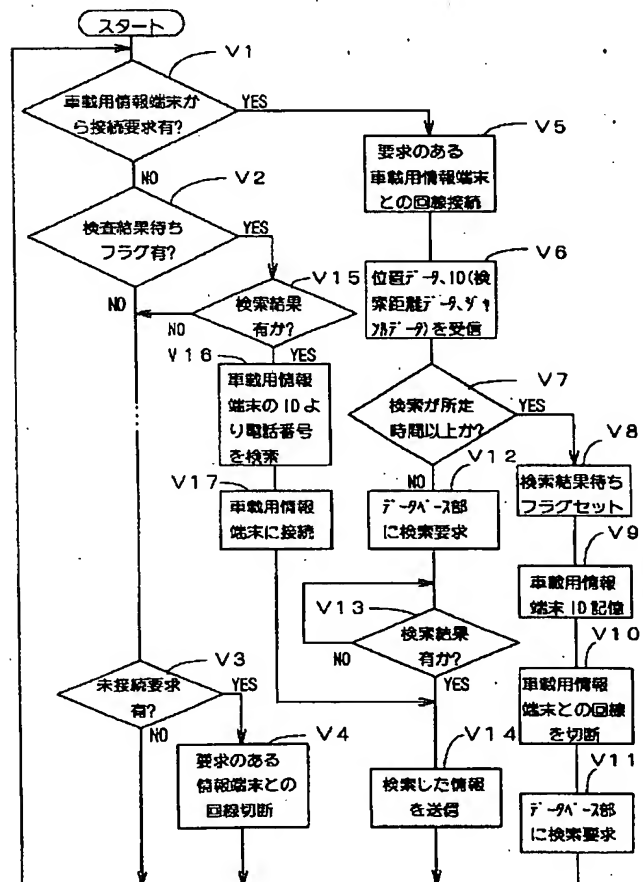 スタート
V1
車載用情報端末か
ら接続要求有?
YES
NO
V5
要求のある
車載用情報端末
との回線接続
V2
検査結果待ち
フラグ有?
YES
NO
V6
位置データ、ID(検
索距離データ、ジャ
ンルデータ)を受信
V15
検索結果
有か?
NO
YES
V16
車載用情報
端末のIDよ
り電話番号
を検索
V7
検索が所定
時間以上か?
YES
NO
V8
検索結果待ち
フラグセット
V12
データベース部
に検索要求
V17
車載用情報
端末に接続
V9
車載用情報
端末ID記憶
V13
検索結果
有か?
NO
YES
V10
車載用情報
端末との回線
を切断
V3
未接続要求
有?
YES
NO
V4
要求のある
情報端末との
回線切断
V14
検索した情報
を送信
V11
データベース部
に検索要求